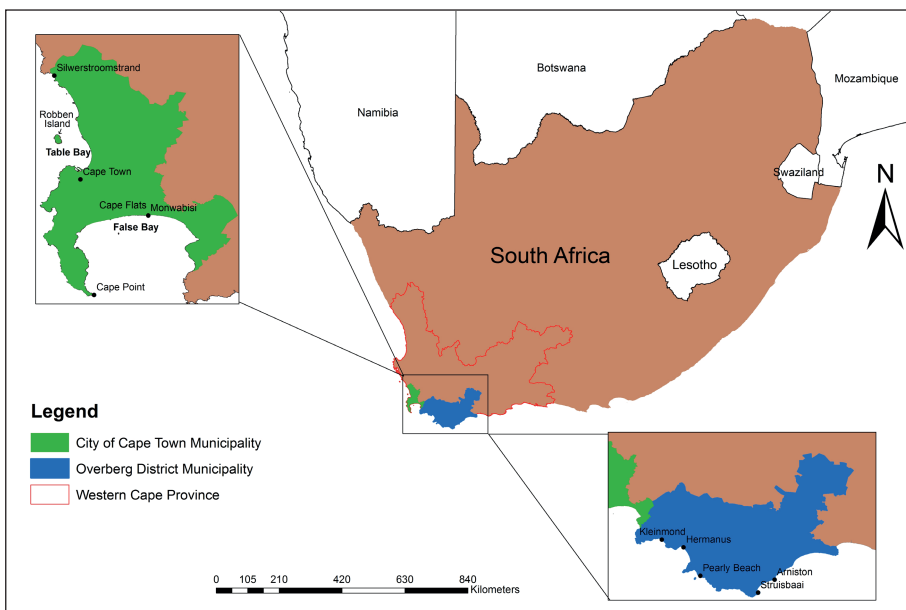 Silwerstroomstrand
Robben
Island
Table Bay
Cape Town
Cape Flats
Monwabisi
False Bay
Cape Point
Namibia
Botswana
Mozambique
Swaziland
N
South Africa
Lesotho
Legend
City of Cape Town Municipality
Overberg District Municipality
Western Cape Province
0 105 210 420 630 840
Kilometers
Kleinmond
Hermanus
Pearly Beach
Arniston
Struisbaai